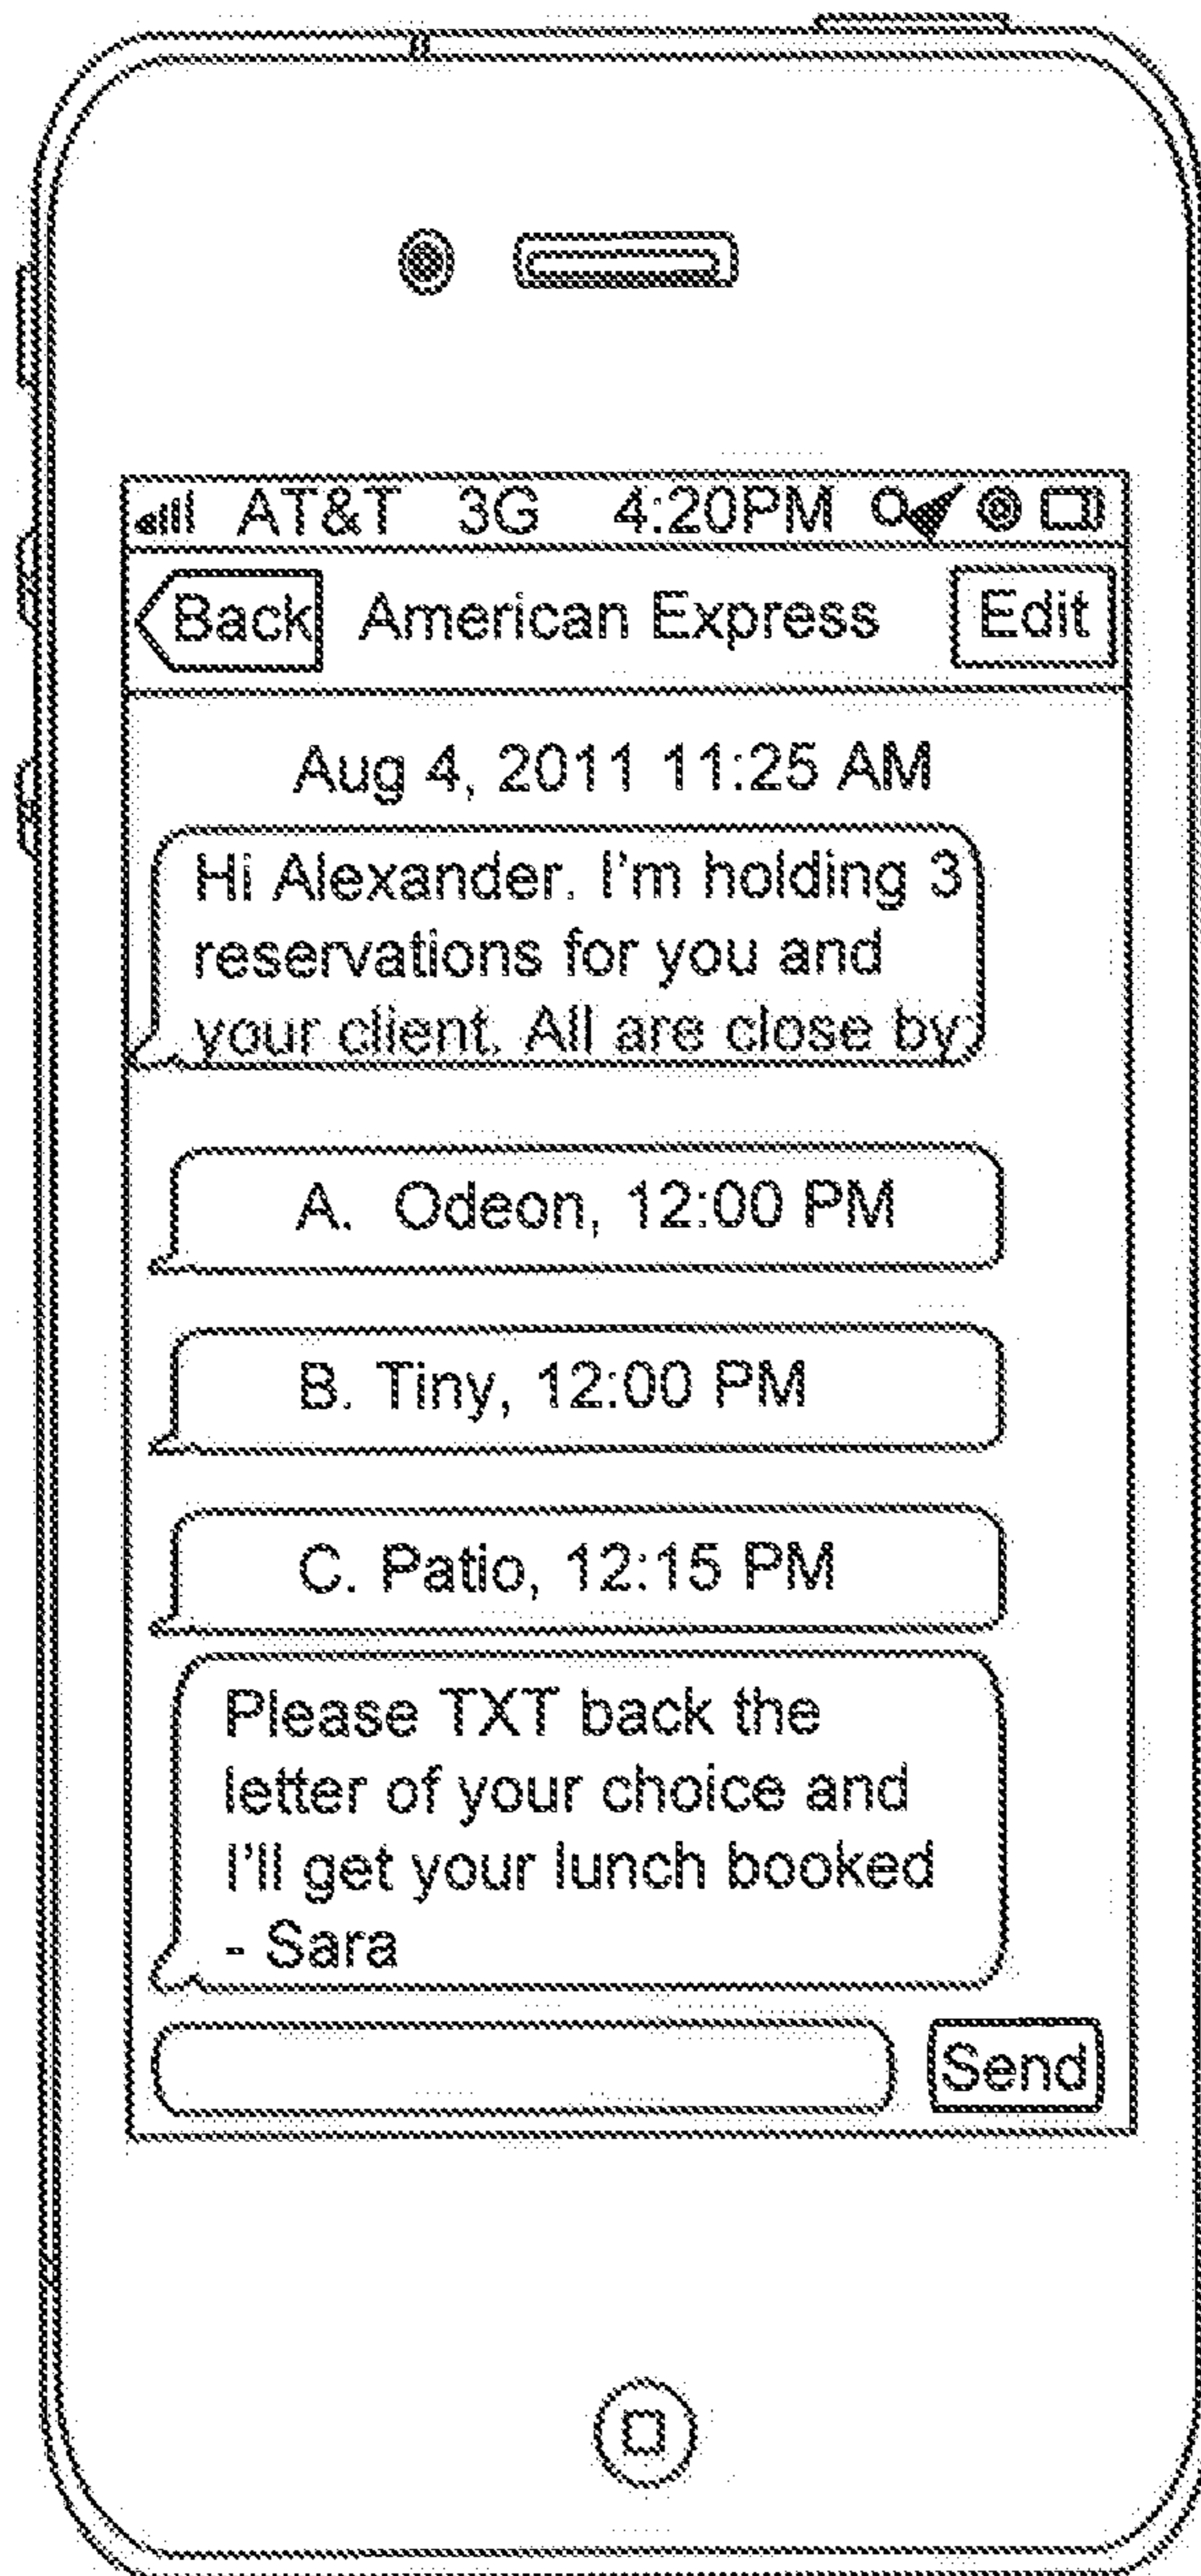 AT&T 3G 4:20PM
Back American Express Edit
Aug 4, 2011 11:25 AM
Hi Alexander. I'm holding 3
reservations for you and
your client. All are close by
A. Odeon, 12:00 PM
B. Tiny, 12:00 PM
C. Patio, 12:15 PM
Please TXT back the
letter of your choice and
I'll get your lunch booked
- Sara
Send